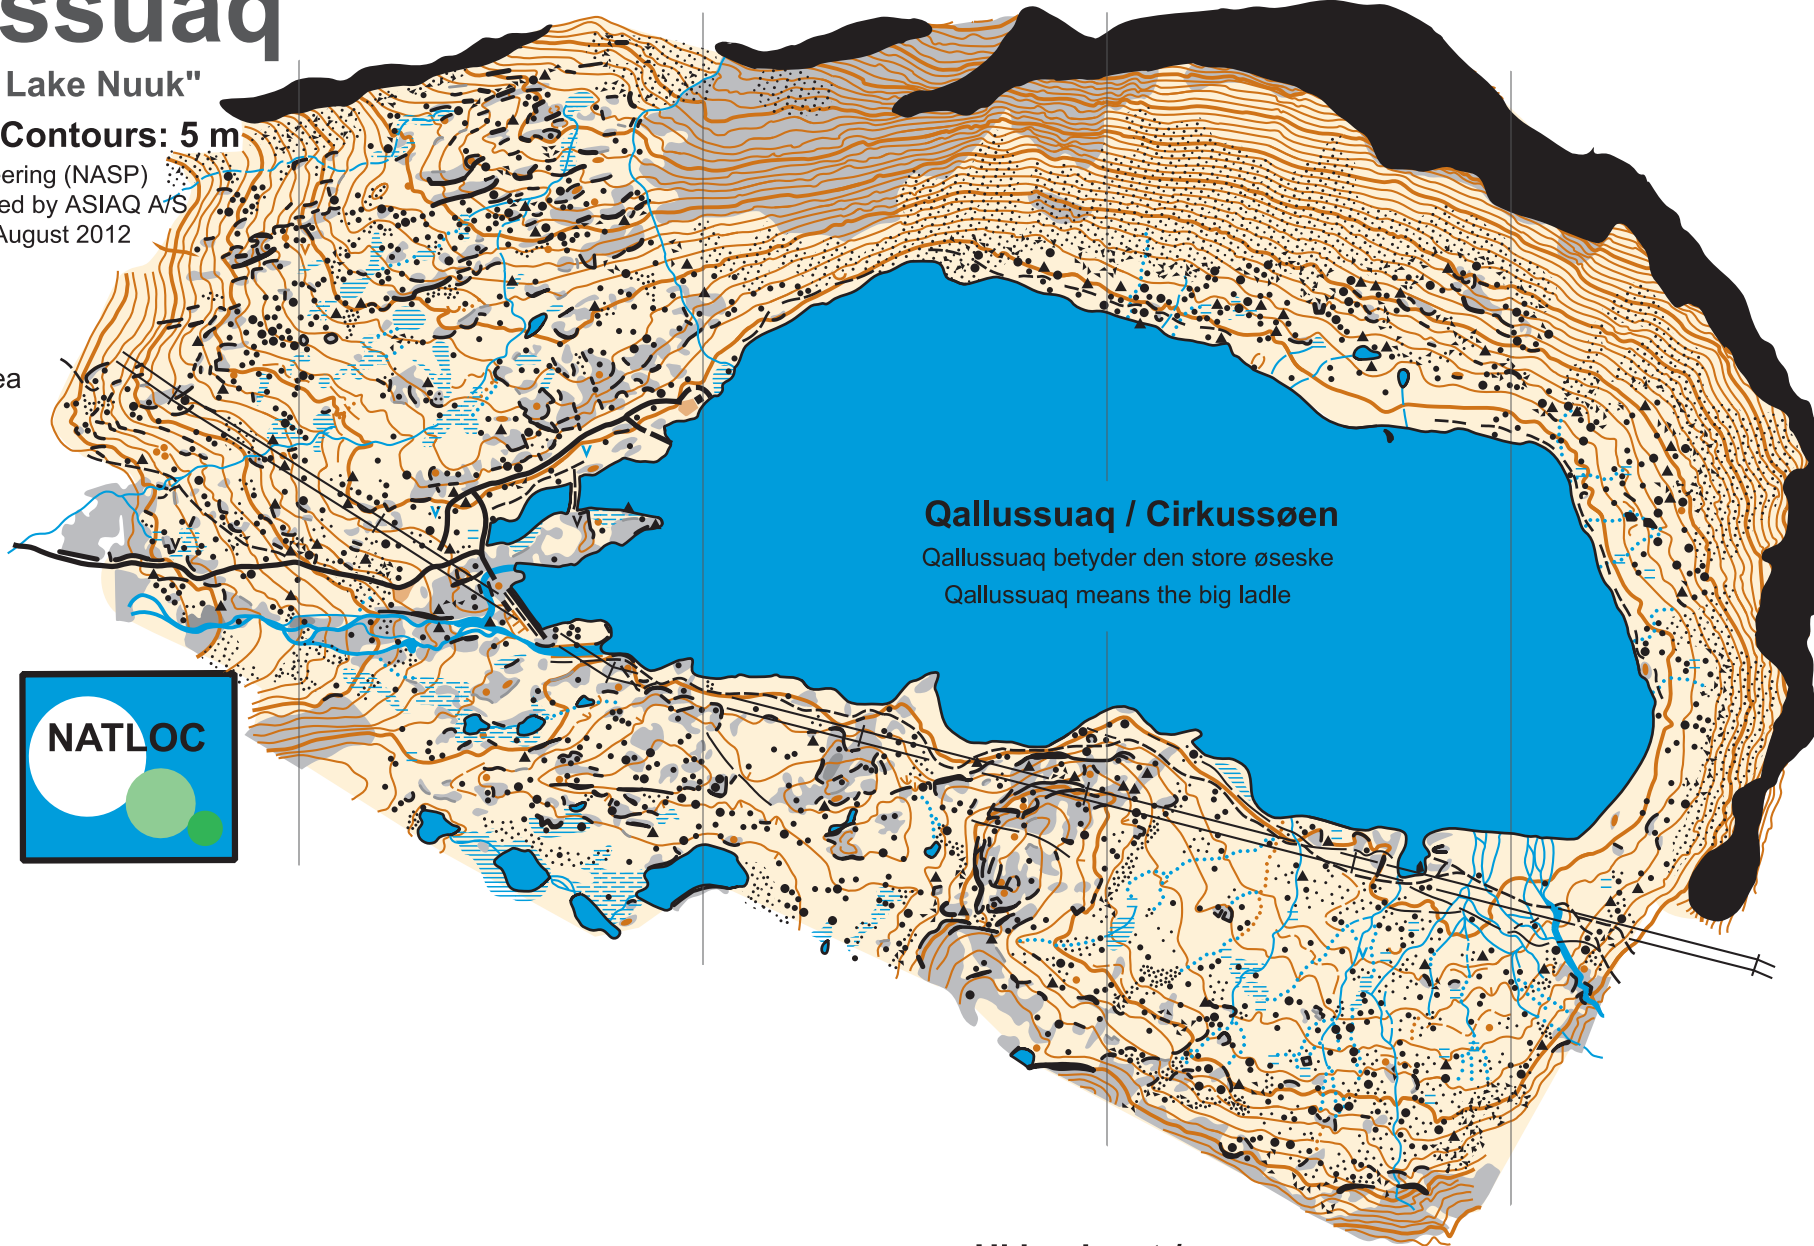 ssuaq
Lake Nuuk"
Contours: 5 m
ering (NASP)
ed by ASIAQ A/S
August 2012
ea
Qallussuaq / Cirkussøen
Qallussuaq betyder den store øseske
Qallussuaq means the big ladle
NATLOC